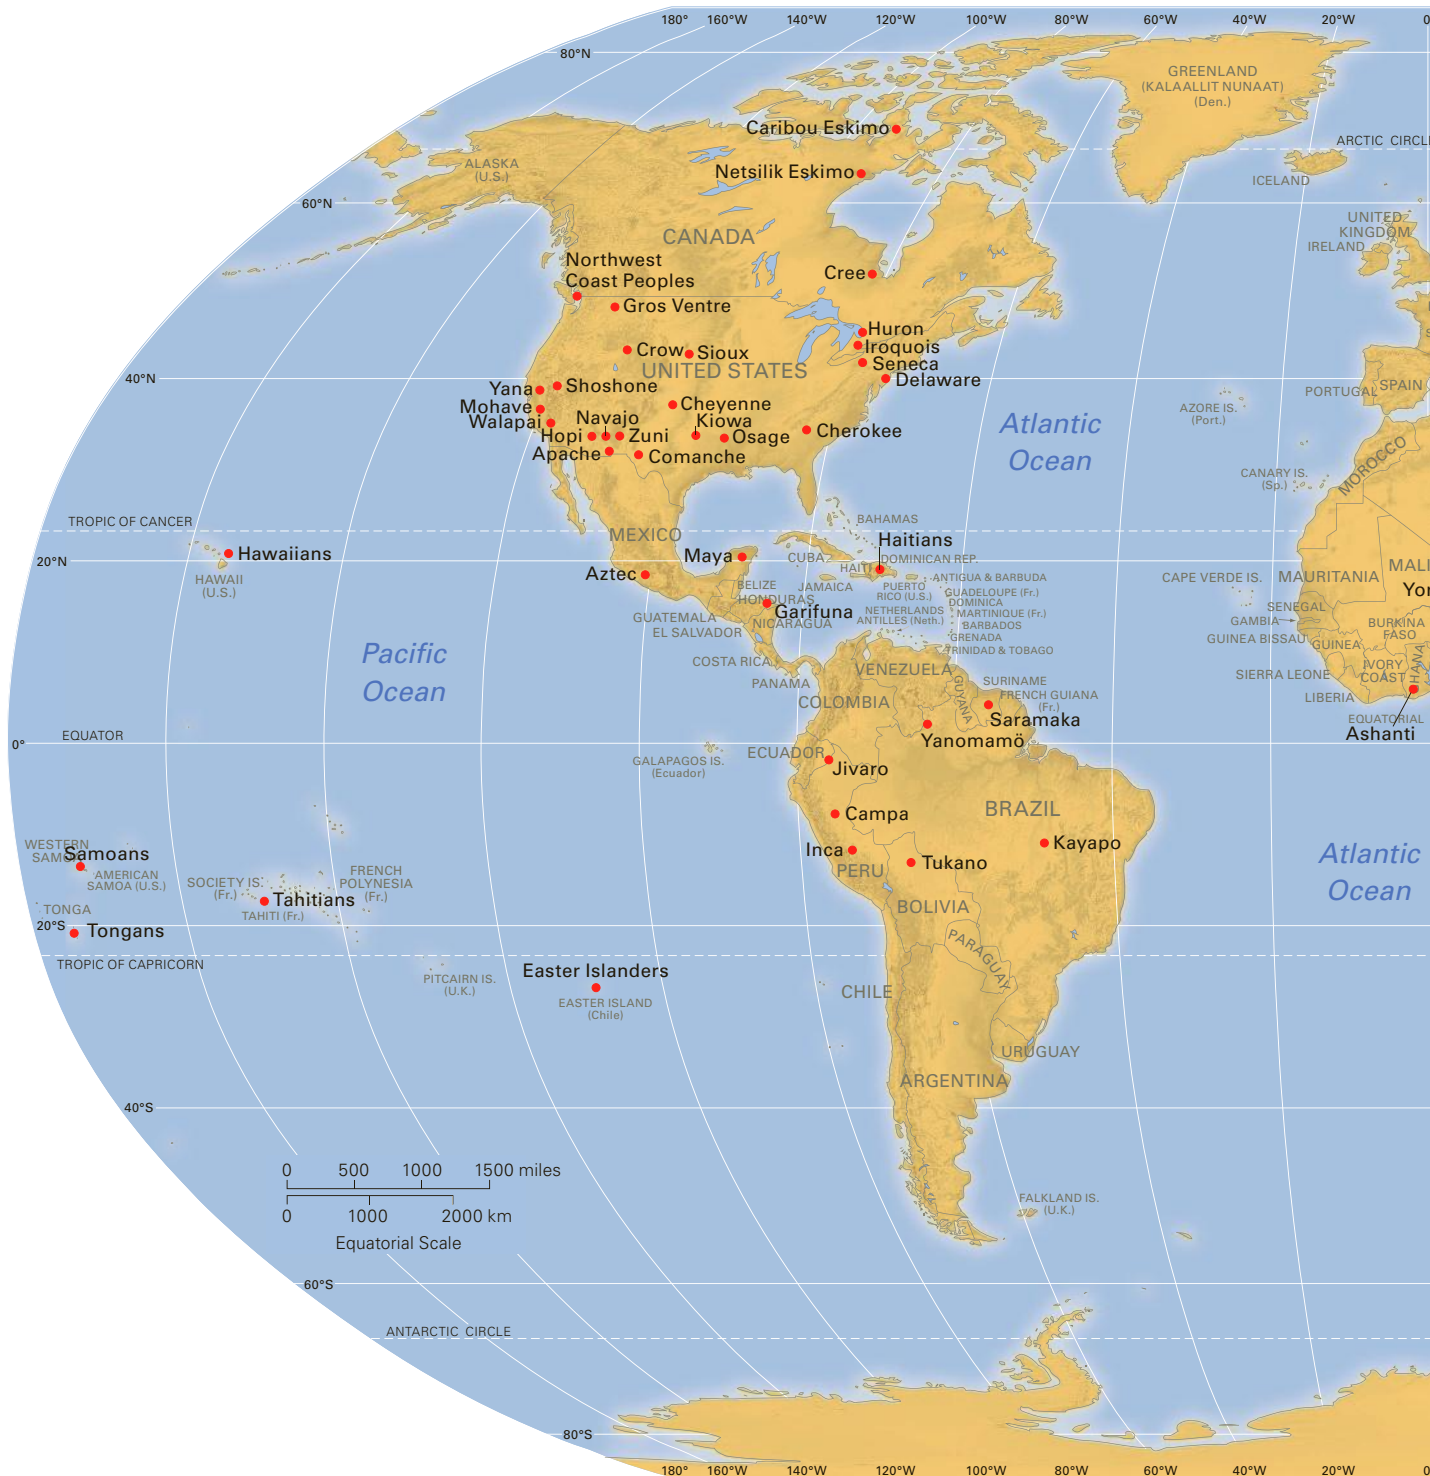 180° 160°W 140°W 120°W 100°W 80°W 60°W 40°W 20°W 0
80°N
GREENLAND
(KALAALLIT NUNAAT)
(Den.)
Caribou Eskimo
ARCTIC CIRCLE
ALASKA
(U.S.)
Netsilik Eskimo
ICELAND
60°N
UNITED
KINGDOM
IRELAND
CANADA
Northwest
Coast Peoples
Cree
Gros Ventre
Huron
Iroquois
Seneca
Crow
Sioux
UNITED STATES
Delaware
40°N
Yana
Shoshone
PORTUGAL
SPAIN
Mohave
Walapai
Navajo
Cheyenne
Kiowa
AZORE IS.
(Port.)
Hopi
Zuni
Osage
Cherokee
Apache
Comanche
Atlantic
Ocean
MOROCCO
CANARY IS.
(Sp.)
TROPIC OF CANCER
BAHAMAS
MEXICO
Haitians
Hawaiians
Maya
CUBA
HAITI
DOMINICAN REP.
20°N
HAWAII
(U.S.)
Aztec
BELIZE
JAMAICA
PUERTO
RICO (U.S.)
ANTIGUA & BARBUDA
GUADELOUPE (Fr.)
DOMINICA
MARTINIQUE (Fr.)
BARBADOS
GRENADA
TRINIDAD & TOBAGO
CAPE VERDE IS.
MAURITANIA
MALI
Yor
HONDURAS
Garifuna
NETHERLANDS
ANTILLES (Neth.)
GUATEMALA
EL SALVADOR
NICARAGUA
SENEGAL
GAMBIA
GUINEA BISSAU
GUINEA
BURKINA
FASO
IVORY
COAST
GHANA
SIERRA LEONE
LIBERIA
COSTA RICA
PANAMA
VENEZUELA
GUYANA
SURINAME
FRENCH GUIANA
(Fr.)
COLOMBIA
Pacific
Ocean
Saramaka
Yanomamö
EQUATORIAL
Ashanti
EQUATOR
0°
GALAPAGOS IS.
(Ecuador)
ECUADOR
Jivaro
BRAZIL
Campa
Kayapo
Inca
PERU
Tukano
Atlantic
Ocean
WESTERN
SAMOA
Samoans
AMERICAN
SAMOA (U.S.)
SOCIETY IS.
(Fr.)
FRENCH
POLYNESIA
(Fr.)
Tahitians
TAHITI (Fr.)
TONGA
20°S
Tongans
BOLIVIA
PARAGUAY
TROPIC OF CAPRICORN
PITCAIRN IS.
(U.K.)
Easter Islanders
EASTER ISLAND
(Chile)
CHILE
URUGUAY
ARGENTINA
40°S
0 500 1000 1500 miles
0 1000 2000 km
Equatorial Scale
FALKLAND IS.
(U.K.)
60°S
ANTARCTIC CIRCLE
80°S
180° 160°W 140°W 120°W 100°W 80°W 60°W 40°W 20°W 0